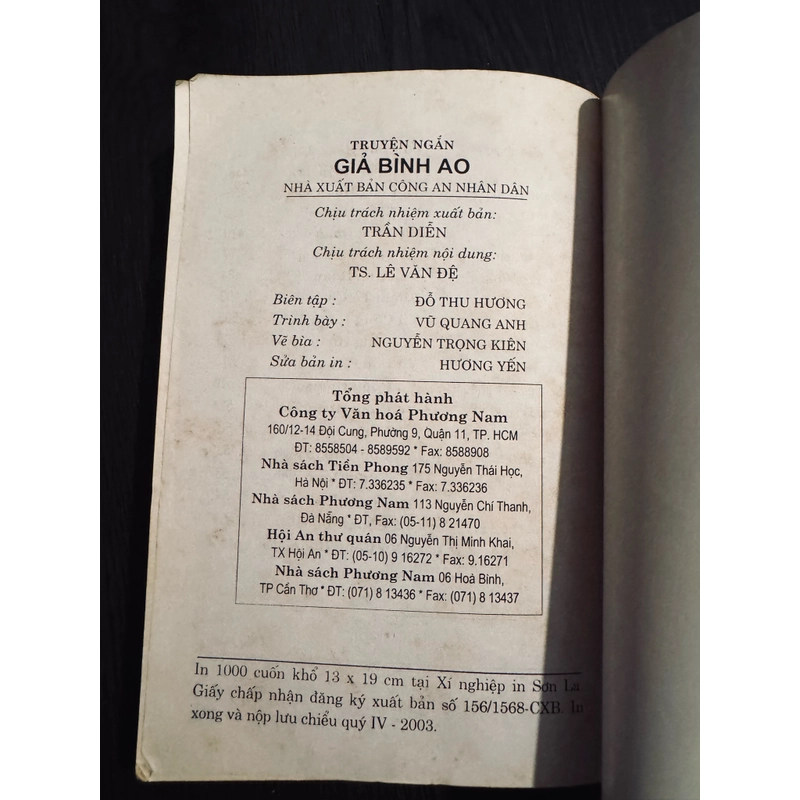 TRUYỆN NGẮN
GIẢ BÌNH AO
NHÀ XUẤT BẢN CÔNG AN NHÂN DÂN
Chịu trách nhiệm xuất bản:
TRẦN DIỄN
Chịu trách nhiệm nội dung:
TS. LÊ VĂN ĐỆ
Biên tập : ĐỖ THU HƯƠNG
Trình bày : VŨ QUANG ANH
Vẽ bìa : NGUYỄN TRỌNG KIÊN
Sửa bản in : HƯƠNG YẾN
Tổng phát hành
Công ty Văn hoá Phương Nam
160/12-14 Đội Cung, Phường 9, Quận 11, TP. HCM
ĐT: 8558504 - 8589592 * Fax: 8588908
Nhà sách Tiền Phong 175 Nguyễn Thái Học,
Hà Nội * ĐT: 7.336235 * Fax: 7.336236
Nhà sách Phương Nam 113 Nguyễn Chí Thanh,
Đà Nẵng * ĐT, Fax: (05-11) 8 21470
Hội An thư quán 06 Nguyễn Thị Minh Khai,
TX Hội An * ĐT: (05-10) 9 16272 * Fax: 9.16271
Nhà sách Phương Nam 06 Hoà Bình,
TP Cần Thơ * ĐT: (071) 8 13436 * Fax: (071) 8 13437
In 1000 cuốn khổ 13 x 19 cm tại Xí nghiệp in Sơn La
Giấy chấp nhận đăng ký xuất bản số 156/1568-CXB. In
xong và nộp lưu chiểu quý IV - 2003.